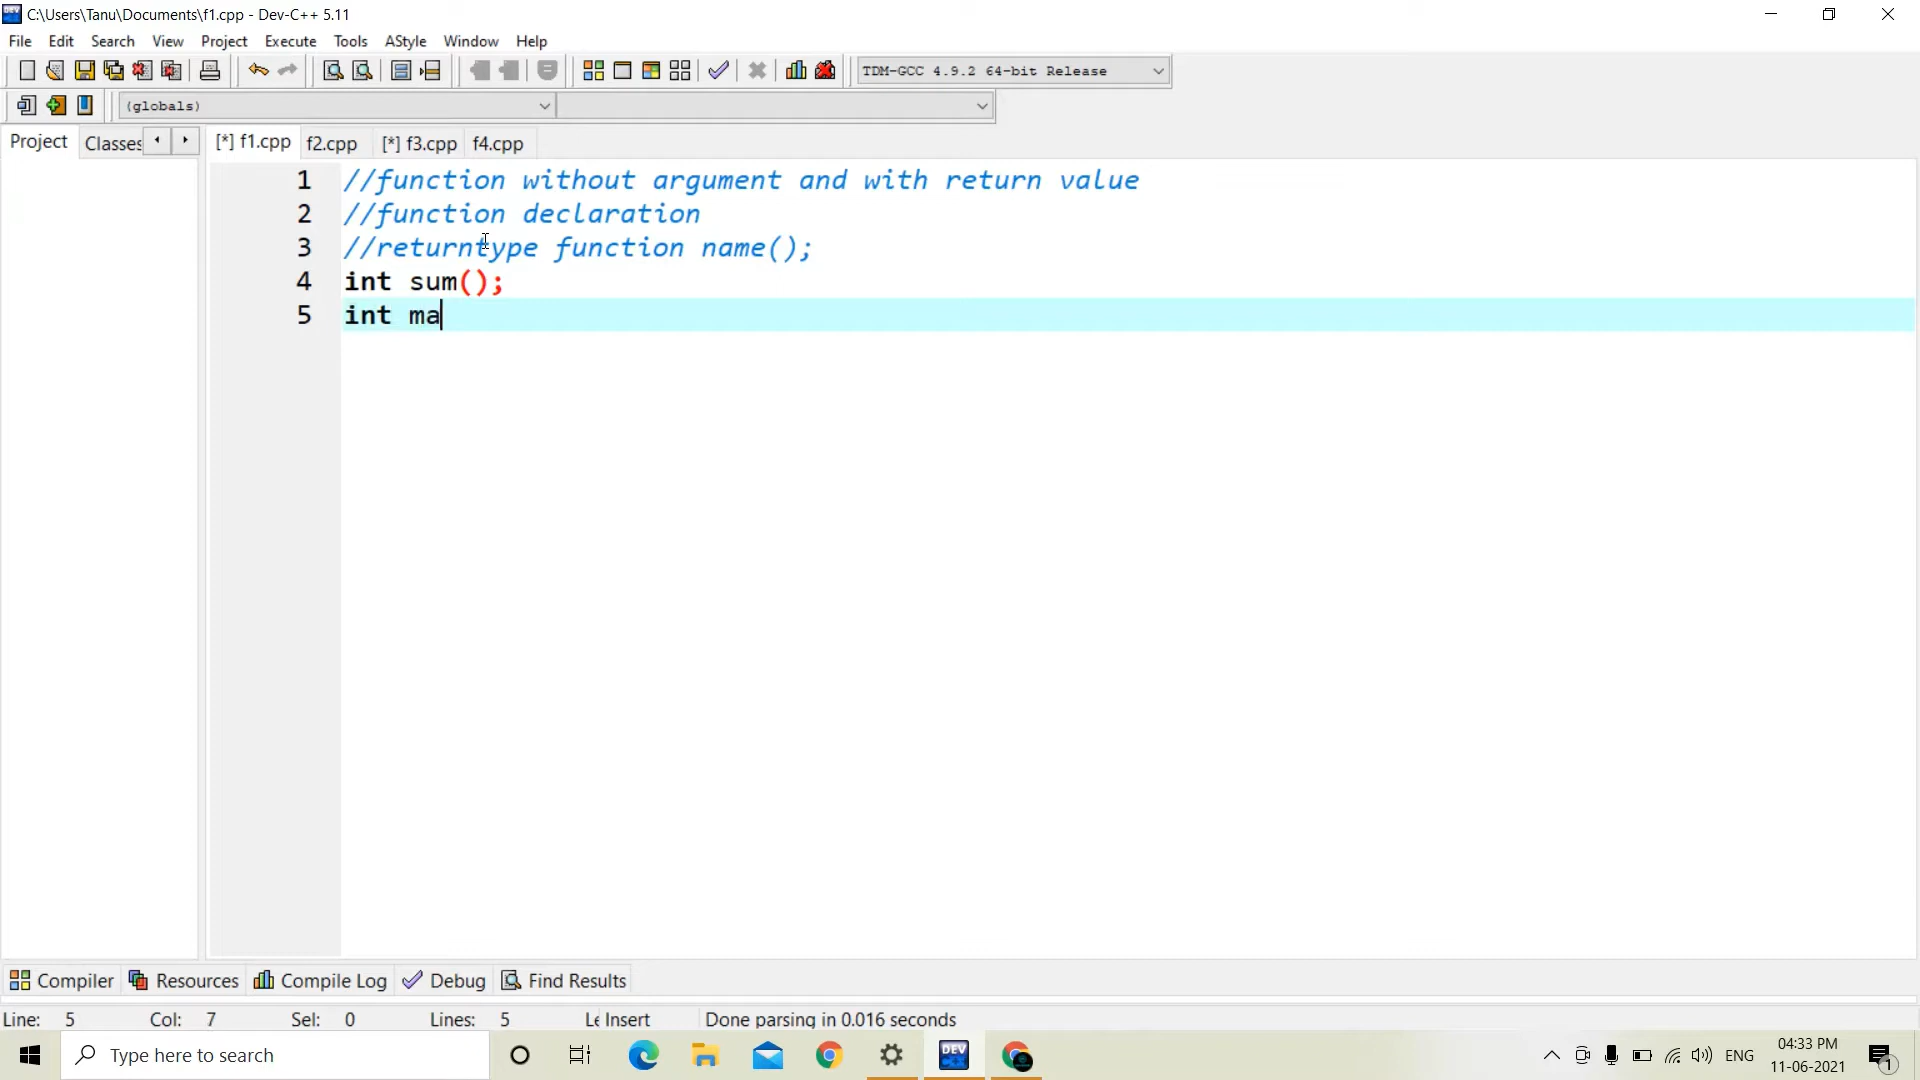 C:\Users\Tanu\Documents\f1.cpp - Dev-C++ 5.11
File Edit Search View Project Execute Tools AStyle Window Help
TDM-GCC 4.9.2 64-bit Release
(globals)
Project Classes [*] f1.cpp f2.cpp [*] f3.cpp f4.cpp
1 //function without argument and with return value
2 //function declaration
3 //returntype function name();
4 int sum();
5 int ma
Compiler Resources Compile Log Debug Find Results
Line: 5 Col: 7 Sel: 0 Lines: 5 Le Insert Done parsing in 0.016 seconds
Type here to search DEV ENG 04:33 PM
11-06-2021 1